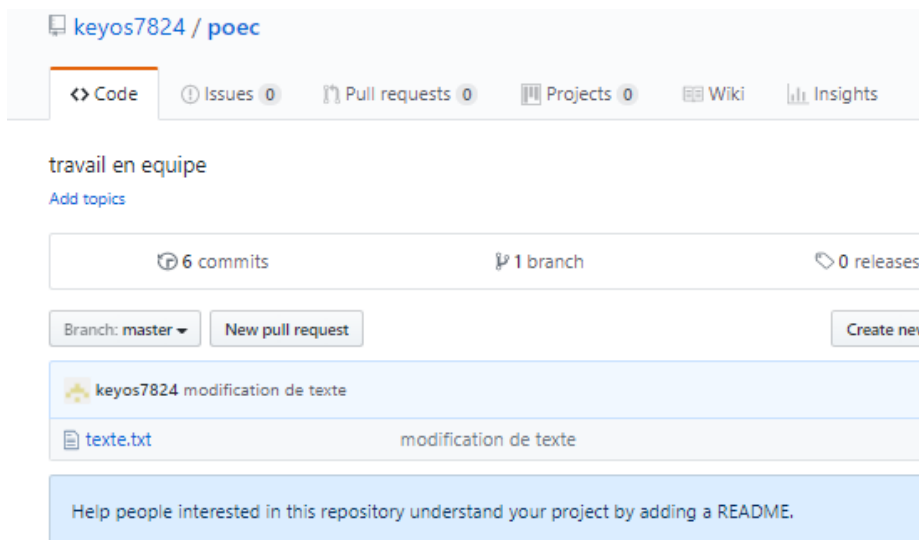 keyos7824 / poec
Code Issues 0 Pull requests 0 Projects 0 Wiki Insights
travail en equipe
Add topics
6 commits 1 branch 0 releases
Branch: master New pull request Create
keyos7824 modification de texte
texte.txt modification de texte
Help people interested in this repository understand your project by adding a README.